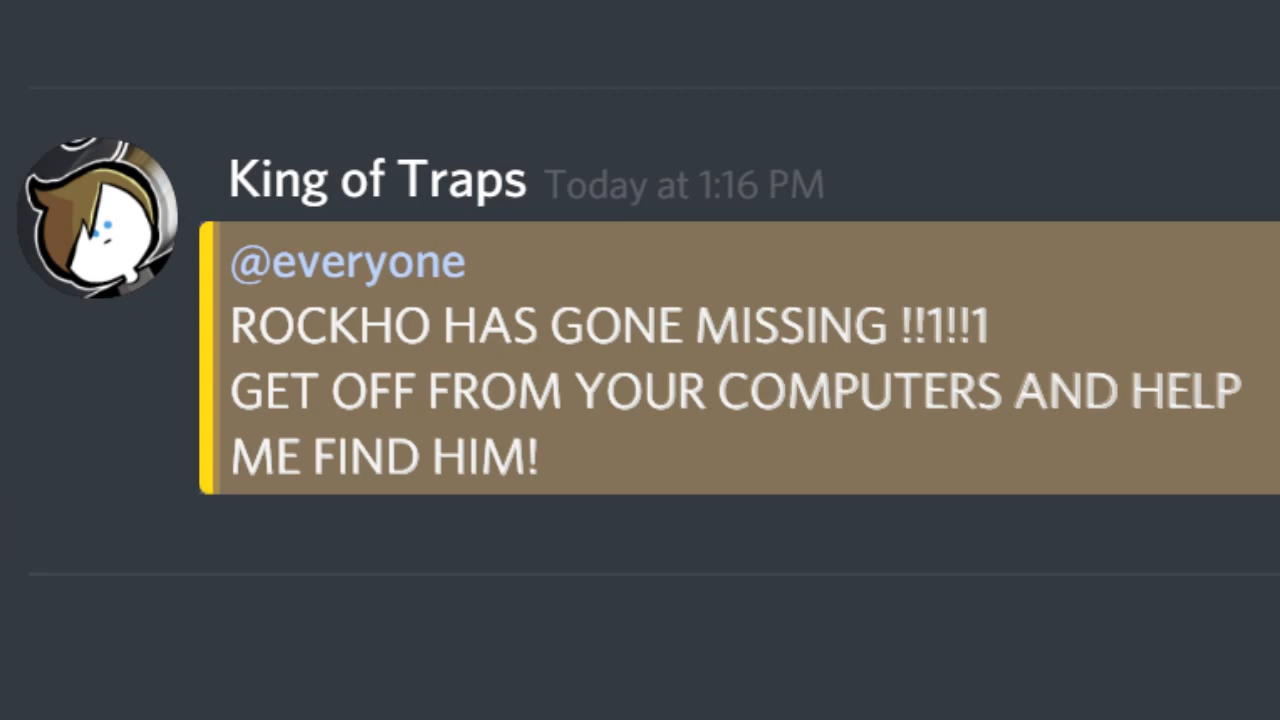 King of Traps Today at 1:16 PM
@everyone
ROCKHO HAS GONE MISSING !!1!!1
GET OFF FROM YOUR COMPUTERS AND HELP
ME FIND HIM!